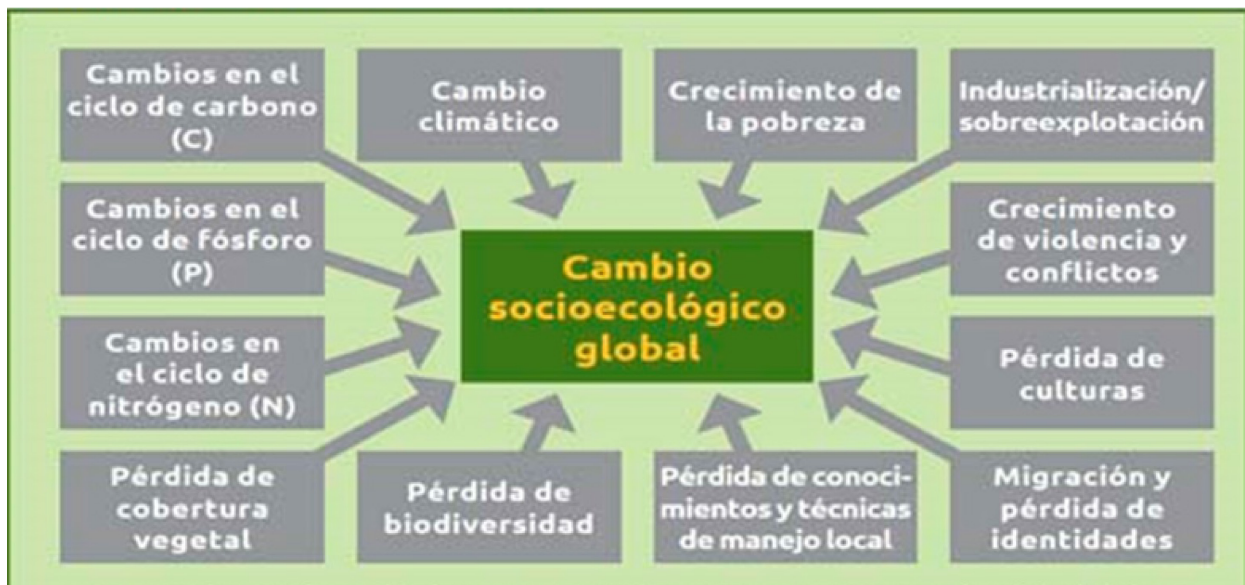 Cambios en el
ciclo de carbono
(C)
Cambio
climático
Crecimiento de
la pobreza
Industrialización/
sobreexplotación
Cambios en el
ciclo de fósforo
(P)
Crecimiento
de violencia y
conflictos
Cambio
socioecológico
global
Cambios en
el ciclo de
nitrógeno (N)
Pérdida de
culturas
Pérdida de
cobertura
vegetal
Pérdida de
biodiversidad
Pérdida de conoci-
mientos y técnicas
de manejo local
Migración y
pérdida de
identidades